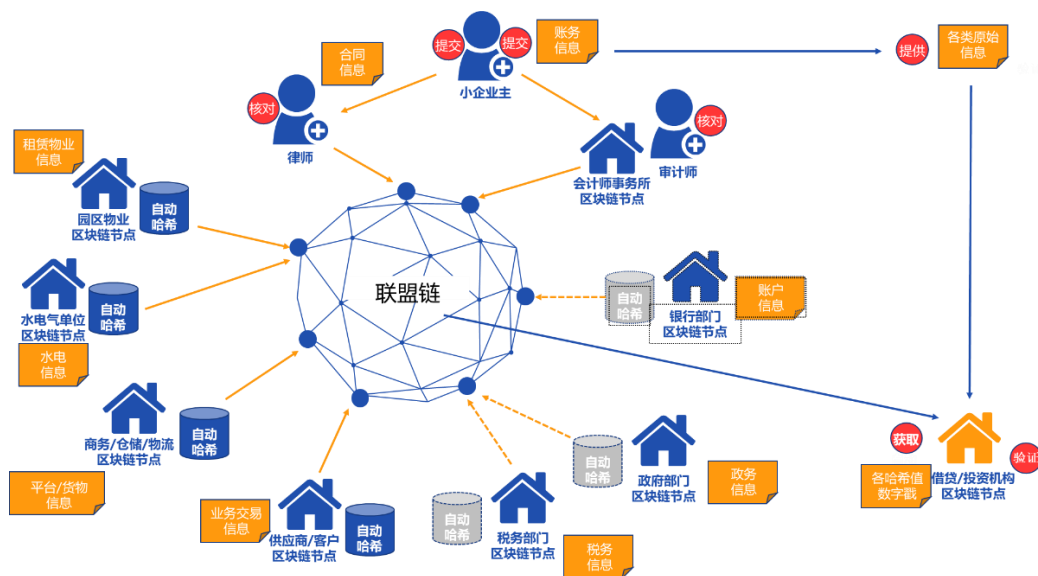 提交
提交
账务
信息
小企业主
合同
信息
提供
各类原始
信息
核对
律师
核对
会计师事务所
区块链节点
审计师
租赁物业
信息
自动
哈希
园区物业
区块链节点
联盟链
自动
哈希
水电气单位
区块链节点
水电
信息
自动
哈希
银行部门
区块链节点
账户
信息
自动
哈希
商务/仓储/物流
区块链节点
平台/货物
信息
业务交易
信息
自动
哈希
供应商/客户
区块链节点
自动
哈希
税务部门
区块链节点
税务
信息
自动
哈希
政府部门
区块链节点
政务
信息
获取
验证
各哈希值
数字戳
借贷/投资机构
区块链节点